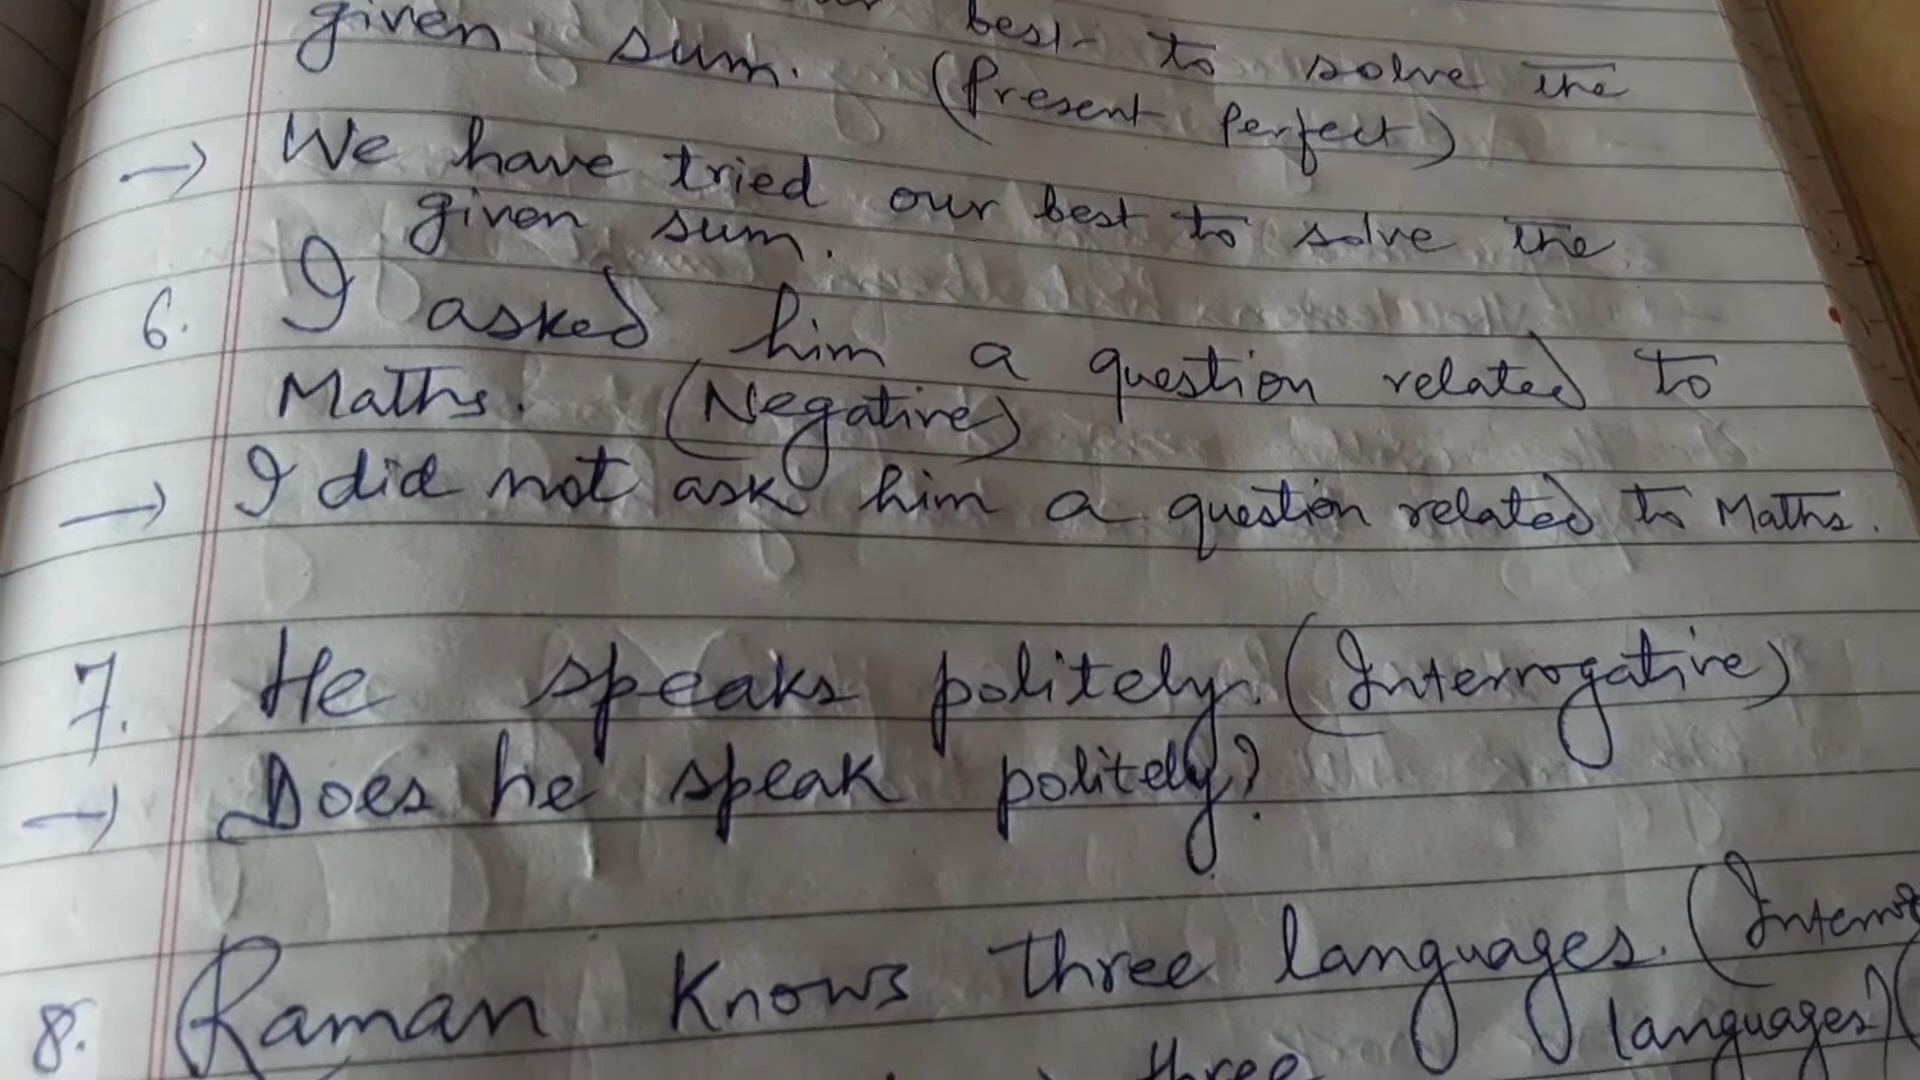 best to solve the
given sum. (Present Perfect)
→ We have tried our best to solve the
given sum.
6. I asked him a question related to
Maths. (Negative)
→ I did not ask him a question related to Maths.
7. He speaks politely. (Interrogative)
→ Does he speak politely?
8. Raman knows three languages.
three languages?